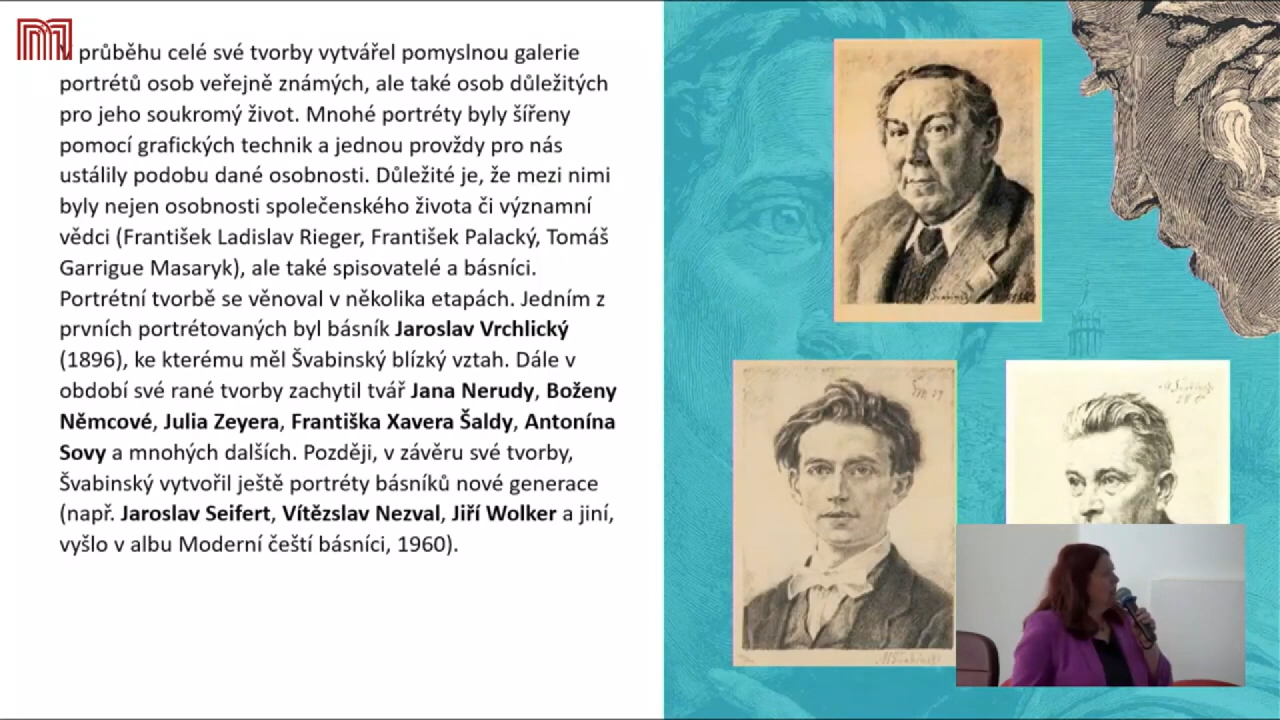 průběhu celé své tvorby vytvářel pomyslnou galerie
portrétů osob veřejně známých, ale také osob důležitých
pro jeho soukromý život. Mnohé portréty byly šířeny
pomocí grafických technik a jednou provždy pro nás
ustálily podobu dané osobnosti. Důležité je, že mezi nimi
byly nejen osobnosti společenského života či významní
vědci (František Ladislav Rieger, František Palacký, Tomáš
Garrigue Masaryk), ale také spisovatelé a básníci.
Portrétní tvorbě se věnoval v několika etapách. Jedním z
prvních portrétovaných byl básník Jaroslav Vrchlický
(1896), ke kterému měl Švabinský blízký vztah. Dále v
období své rané tvorby zachytil tvář Jana Nerudy, Boženy
Němcové, Julia Zeyera, Františka Xavera Šaldy, Antonína
Sovy a mnohých dalších. Později, v závěru své tvorby,
Švabinský vytvořil ještě portréty básníků nové generace
(např. Jaroslav Seifert, Vítězslav Nezval, Jiří Wolker a jiní,
vyšlo v albu Moderní čeští básníci, 1960).